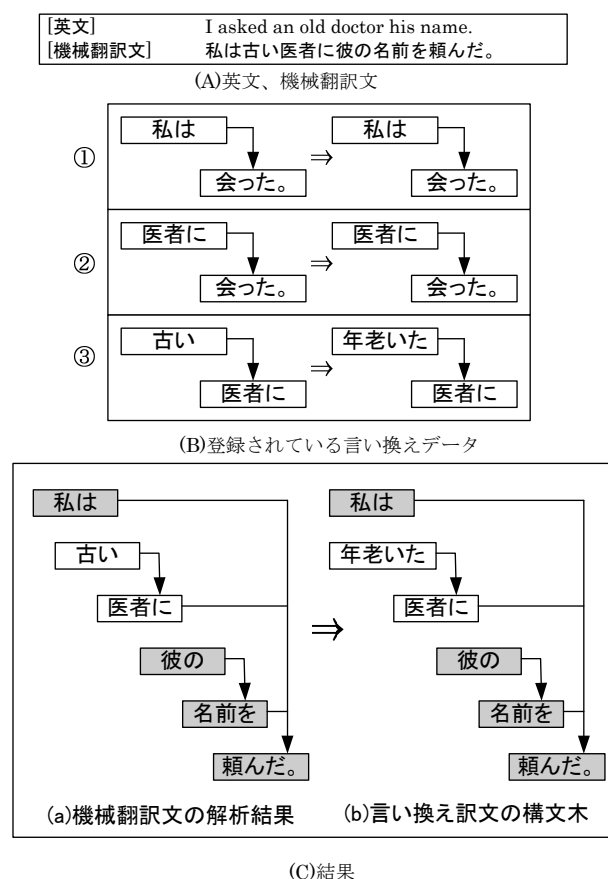 [英文] I asked an old doctor his name.
[機械翻訳文] 私は古い医者に彼の名前を頼んだ。
(A)英文、機械翻訳文
① 私は ⇒ 私は
会った。 会った。
② 医者に ⇒ 医者に
会った。 会った。
③ 古い ⇒ 年老いた
医者に 医者に
(B)登録されている言い換えデータ
私は 私は
古い 年老いた
医者に ⇒ 医者に
彼の 彼の
名前を 名前を
頼んだ。 頼んだ。
(a)機械翻訳文の解析結果 (b)言い換え訳文の構文木
(C)結果